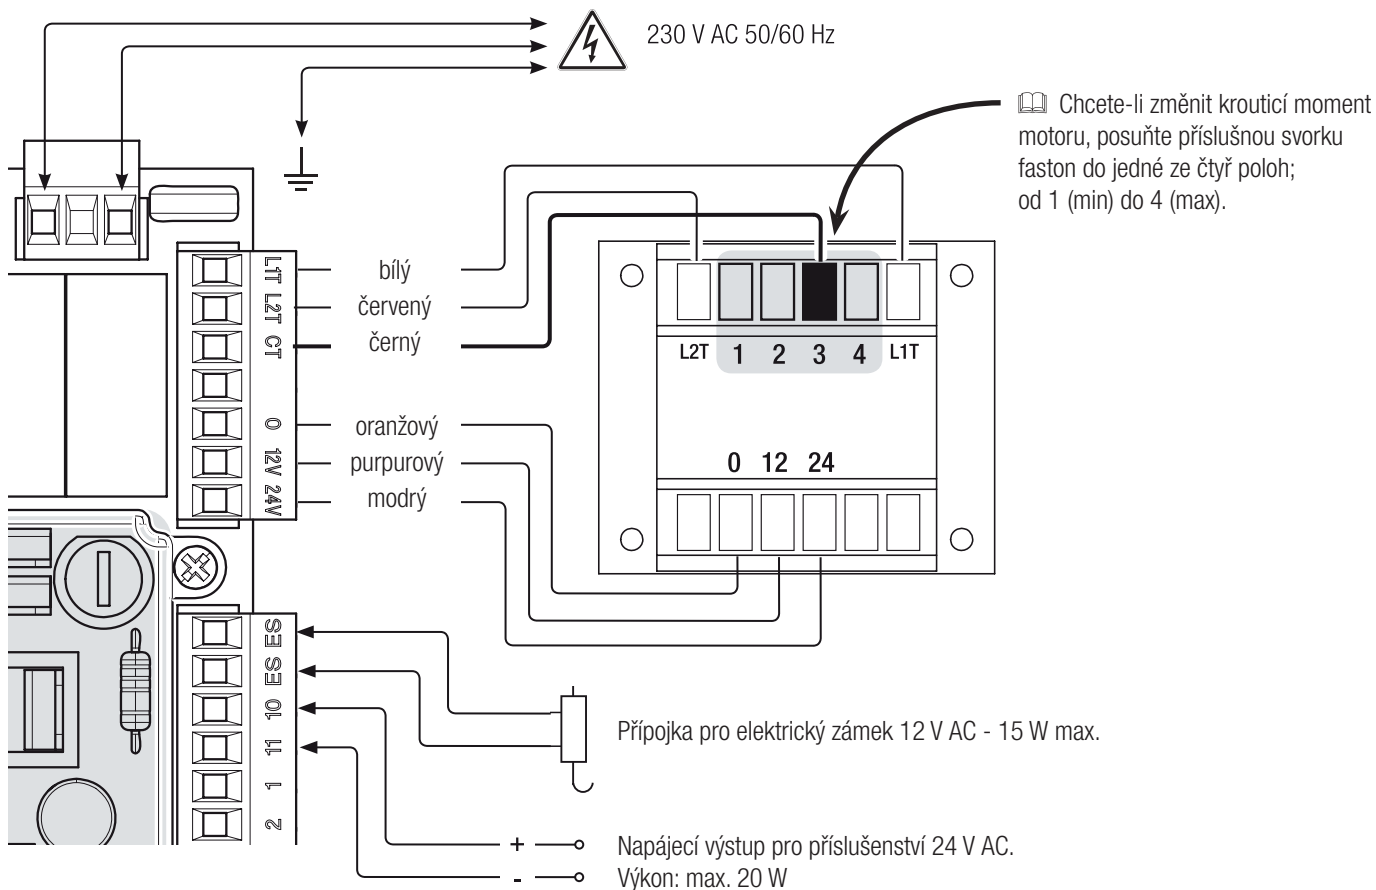 230 V AC 50/60 Hz
Chcete-li změnit krouticí moment
motoru, posuňte příslušnou svorku
faston do jedné ze čtyř poloh;
od 1 (min) do 4 (max).
L1T
L2T
CT
0
12V
24V
bílý
červený
černý
oranžový
purpurový
modrý
L2T 1 2 3 4 L1T
0 12 24
ES
ES
10
11
1
2
Přípojka pro elektrický zámek 12 V AC - 15 W max.
+
-
Napájecí výstup pro příslušenství 24 V AC.
Výkon: max. 20 W